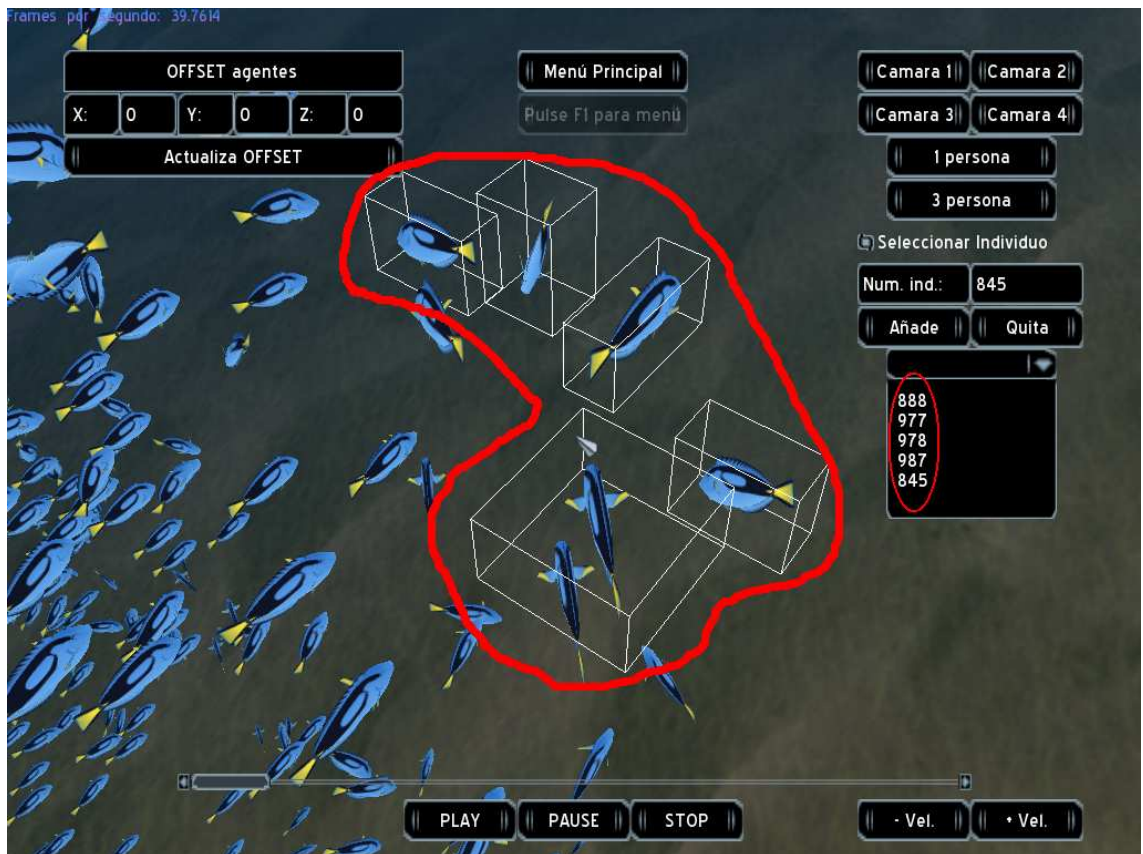 Frames por segundo: 39.7614
OFFSET agentes
X: 0 Y: 0 Z: 0
Actualiza OFFSET
Menú Principal
Pulse F1 para menú
Camara 1 Camara 2
Camara 3 Camara 4
1 persona
3 persona
Seleccionar Individuo
Num. ind.: 845
Añade Quita
888
977
978
987
845
PLAY PAUSE STOP
- Vel. + Vel.